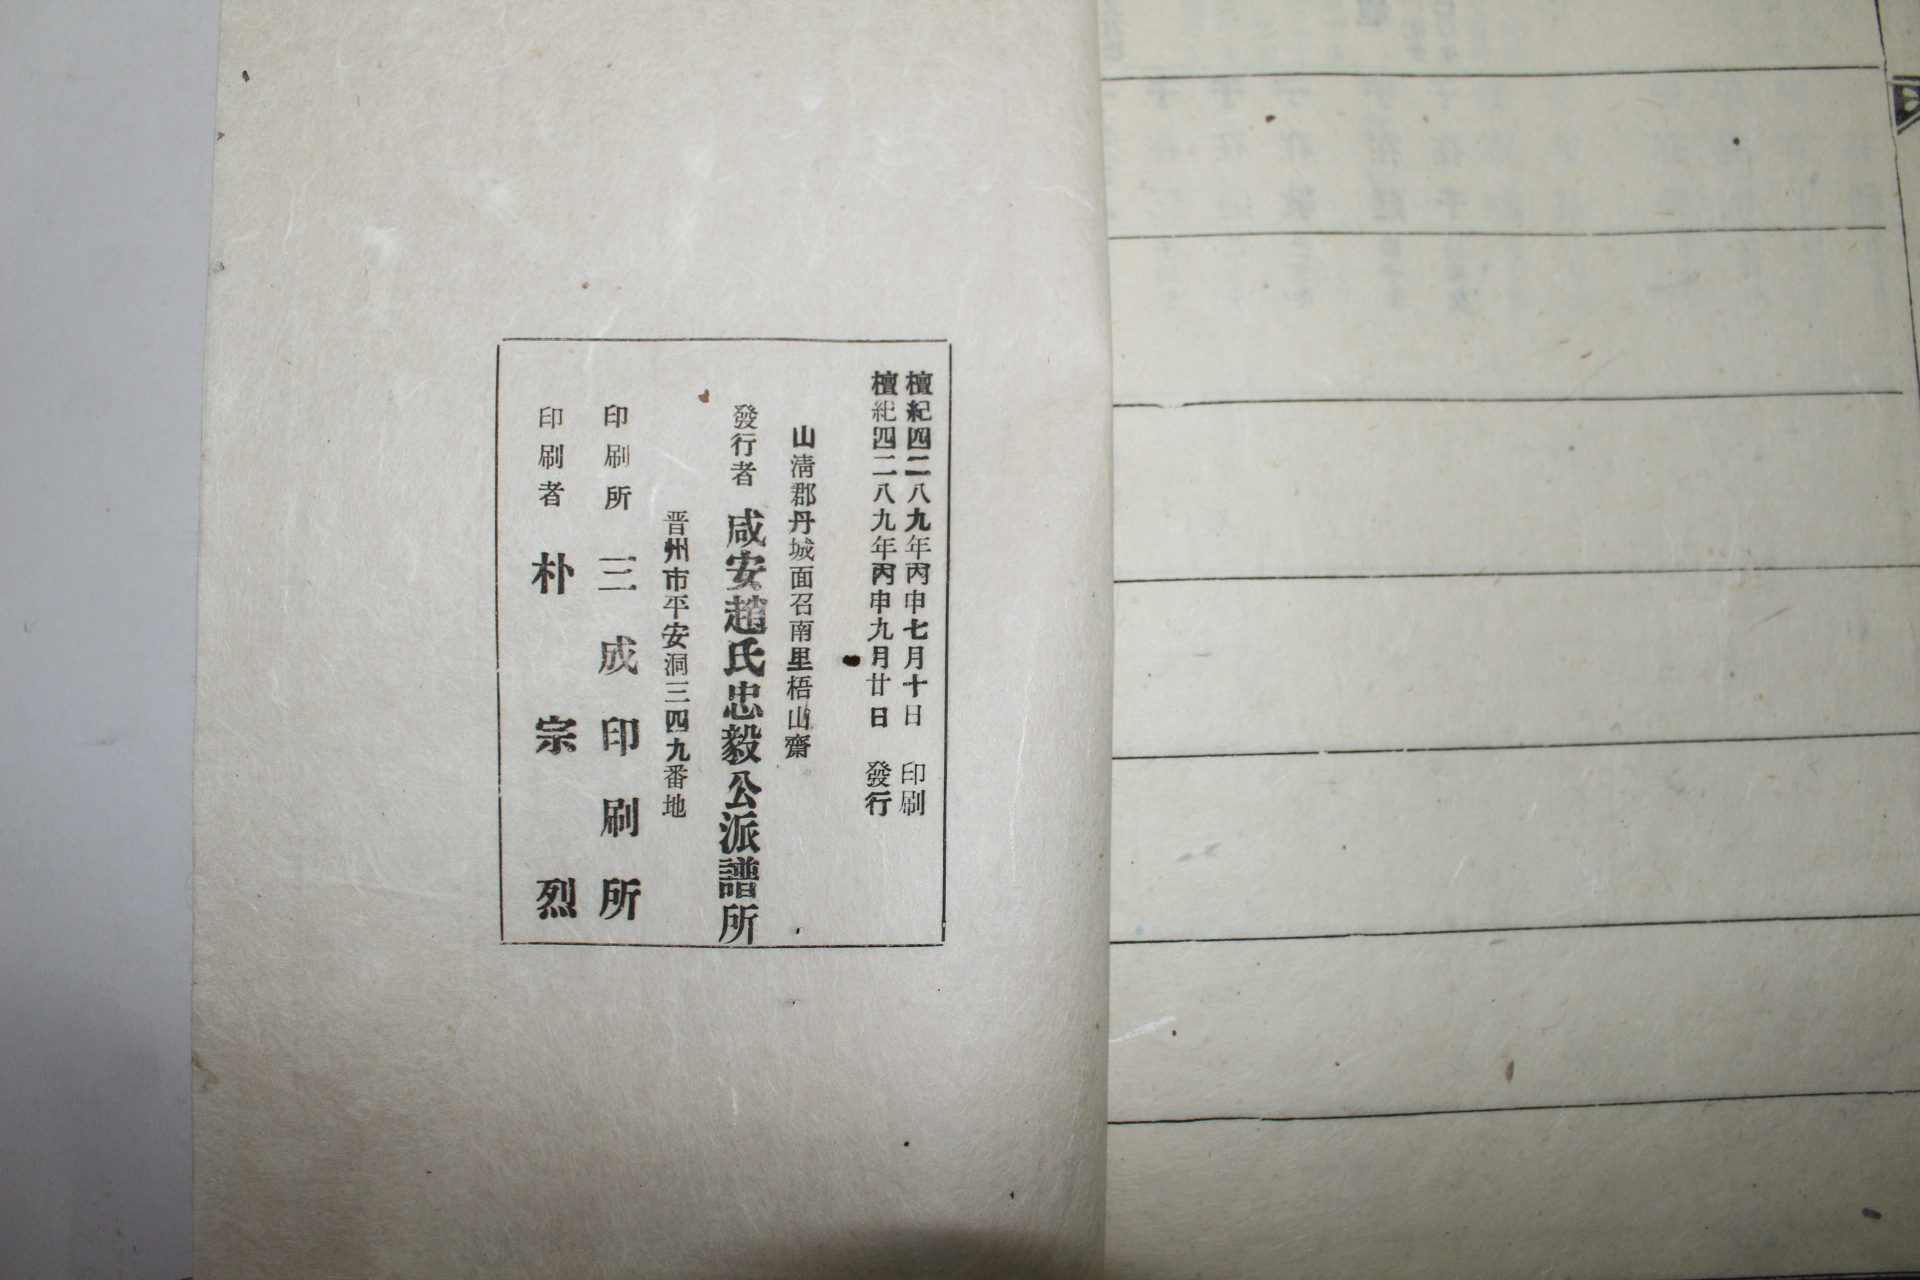 檀紀四二八九年丙申七月十日 印刷
檀紀四二八九年丙申九月廿日 發行
山淸郡丹城面召南里梧山齋
發行者 咸安趙氏忠毅公派譜所
晋州市平安洞三四九番地
印刷所 三成印刷所
印刷者 朴宗烈